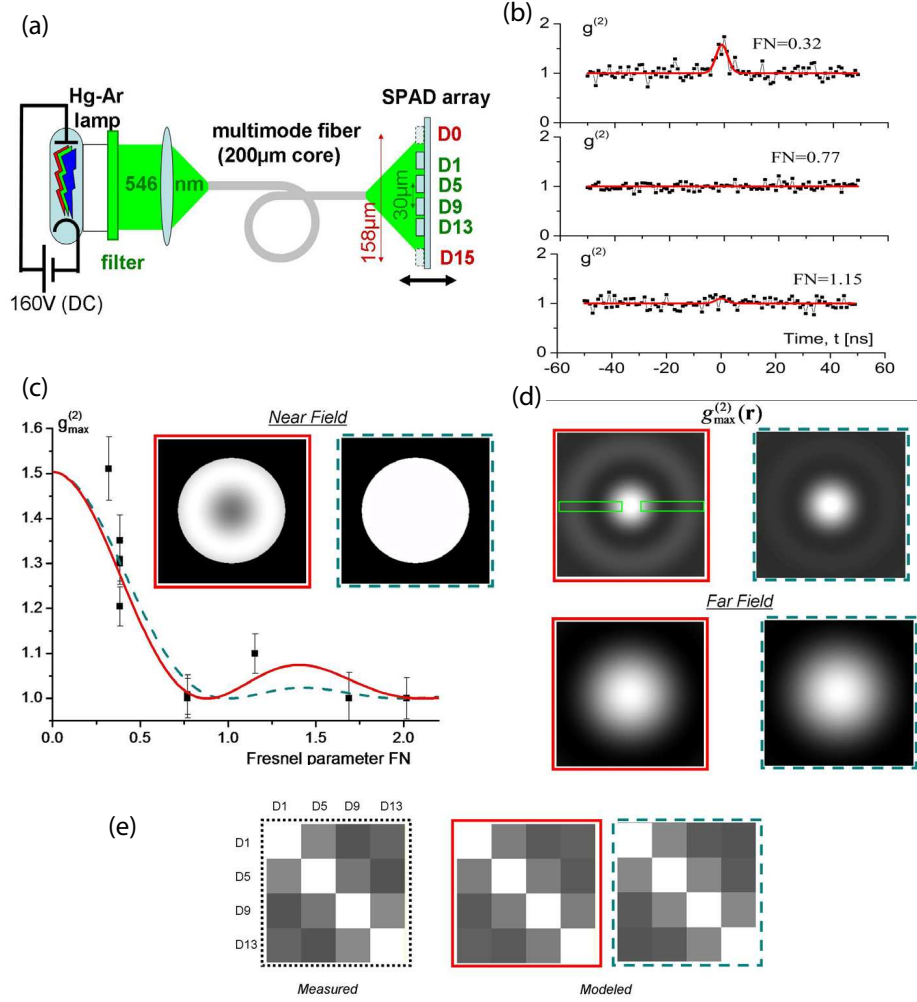 (a)
Hg-Ar
lamp
546 nm
filter
160V (DC)
multimode fiber
(200μm core)
SPAD array
D0
D1
D5
D9
D13
D15
30μm
158μm
(b)
g(2)
2
1
FN=0.32
g(2)
2
1
FN=0.77
g(2)
2
1
0
FN=1.15
Time, t [ns]
-60 -40 -20 0 20 40 60
(c)
g(2)max
Near Field
1.6
1.5
1.4
1.3
1.2
1.1
1.0
0.0 0.5 1.0 1.5 2.0
Fresnel parameter FN
(d)
g(2)max(r)
Far Field
(e)
D1 D5 D9 D13
D1
D5
D9
D13
Measured
Modeled